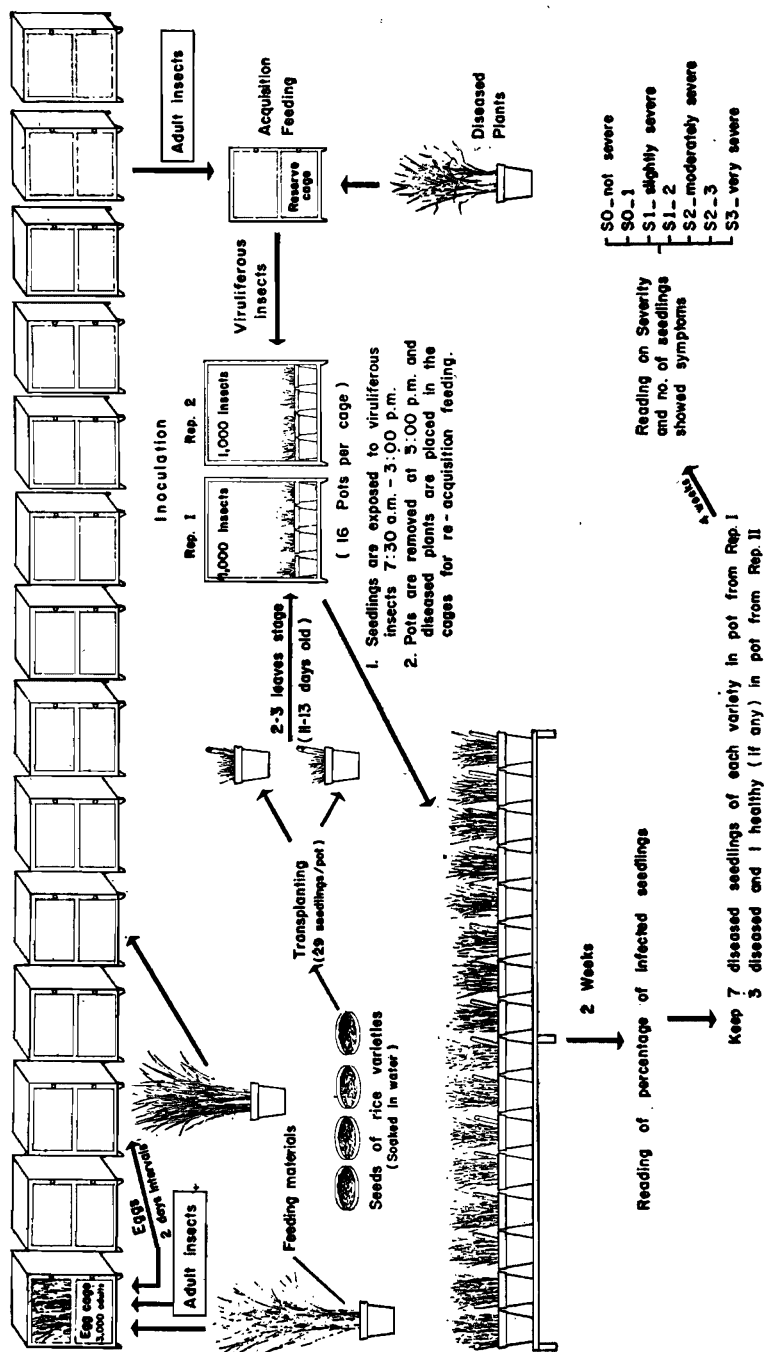 Egg cage
3,000 adults
Eggs
2 days intervals
Adult insects
Feeding materials
Seeds of rice varieties
(Soaked in water)
Transplanting
(29 seedlings/pot)
2-3 leaves stage
(11-13 days old)
Inoculation
Rep. I
Rep. 2
1,000 insects
1,000 insects
(16 Pots per cage)
1. Seedlings are exposed to viruliferous
insects 7:30 a.m. - 3:00 p.m.
2. Pots are removed at 3:00 p.m. and
diseased plants are placed in the
cages for re-acquisition feeding.
Viruliferous
insects
Adult insects
Acquisition
Feeding
Reserve
cage
Diseased
Plants
2 Weeks
Reading of percentage of infected seedlings
Keep 7 diseased seedlings of each variety in pot from Rep. I
3 diseased and 1 healthy (if any) in pot from Rep. II
4 weeks
Reading on Severity
and no. of seedlings
showed symptoms
S0_not severe
S0_1
S1_slightly severe
S1_2
S2_moderately severe
S2_3
S3_very severe